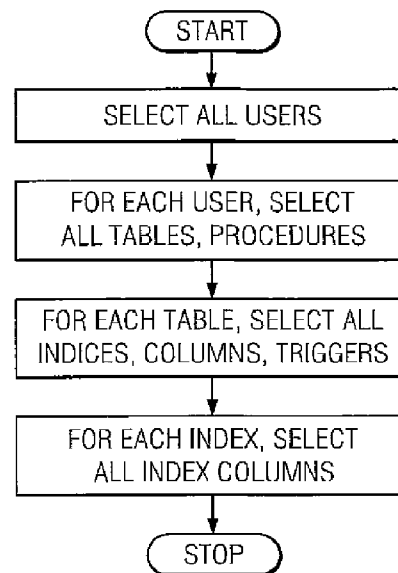 START
SELECT ALL USERS
FOR EACH USER, SELECT
ALL TABLES, PROCEDURES
FOR EACH TABLE, SELECT ALL
INDICES, COLUMNS, TRIGGERS
FOR EACH INDEX, SELECT
ALL INDEX COLUMNS
STOP